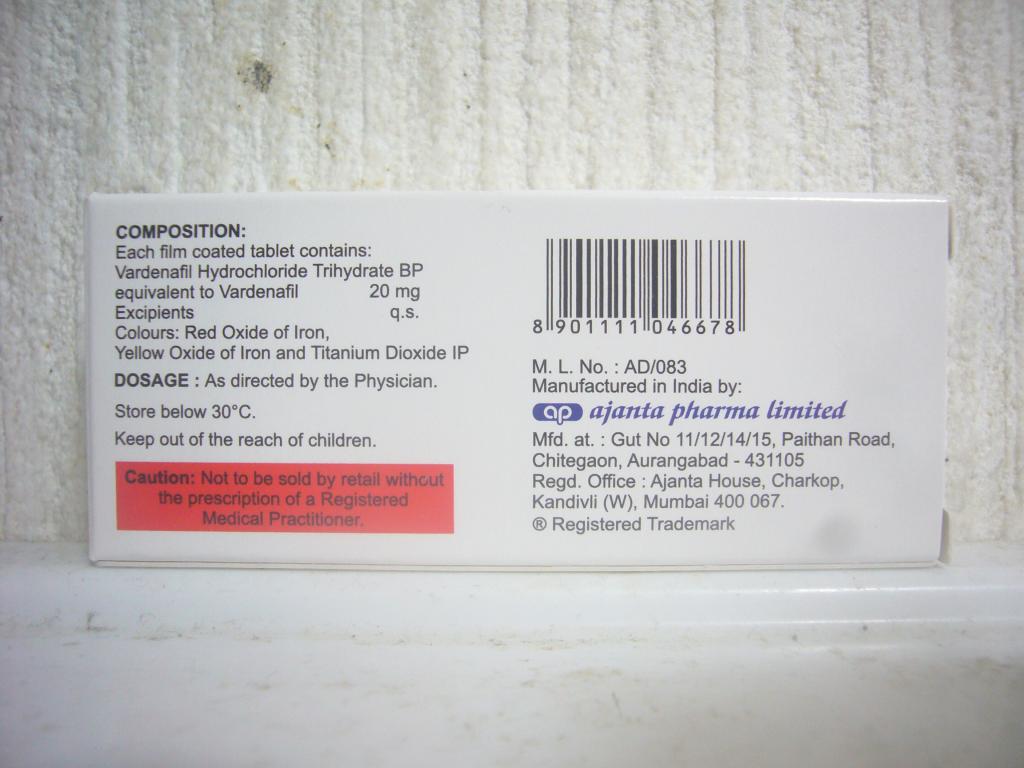 COMPOSITION:
Each film coated tablet contains:
Vardenafil Hydrochloride Trihydrate BP
equivalent to Vardenafil 20 mg
Excipients q.s.
Colours: Red Oxide of Iron,
Yellow Oxide of Iron and Titanium Dioxide IP
DOSAGE : As directed by the Physician.
Store below 30°C.
Keep out of the reach of children.
Caution: Not to be sold by retail without
the prescription of a Registered
Medical Practitioner.
8 901111 046678
M. L. No. : AD/083
Manufactured in India by:
ap ajanta pharma limited
Mfd. at. : Gut No 11/12/14/15, Paithan Road,
Chitegaon, Aurangabad - 431105
Regd. Office : Ajanta House, Charkop,
Kandivli (W), Mumbai 400 067.
® Registered Trademark